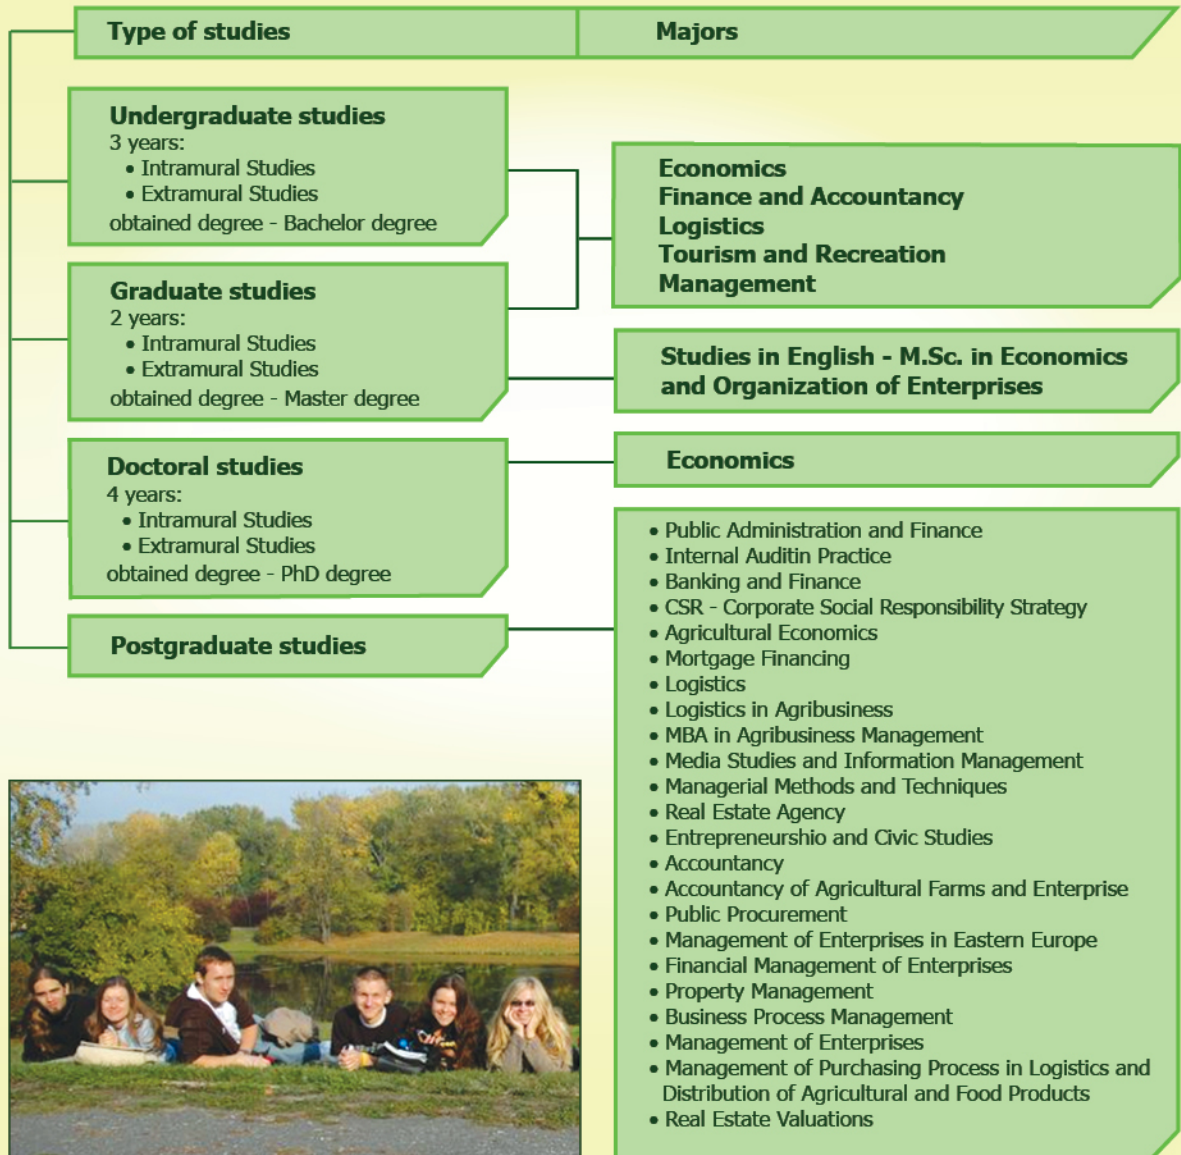 Type of studies
Majors
Undergraduate studies
3 years:
• Intramural Studies
• Extramural Studies
obtained degree - Bachelor degree
Graduate studies
2 years:
• Intramural Studies
• Extramural Studies
obtained degree - Master degree
Doctoral studies
4 years:
• Intramural Studies
• Extramural Studies
obtained degree - PhD degree
Postgraduate studies
Economics
Finance and Accountancy
Logistics
Tourism and Recreation
Management
Studies in English - M.Sc. in Economics
and Organization of Enterprises
Economics
• Public Administration and Finance
• Internal Auditin Practice
• Banking and Finance
• CSR - Corporate Social Responsibility Strategy
• Agricultural Economics
• Mortgage Financing
• Logistics
• Logistics in Agribusiness
• MBA in Agribusiness Management
• Media Studies and Information Management
• Managerial Methods and Techniques
• Real Estate Agency
• Entrepreneurshio and Civic Studies
• Accountancy
• Accountancy of Agricultural Farms and Enterprise
• Public Procurement
• Management of Enterprises in Eastern Europe
• Financial Management of Enterprises
• Property Management
• Business Process Management
• Management of Enterprises
• Management of Purchasing Process in Logistics and
Distribution of Agricultural and Food Products
• Real Estate Valuations